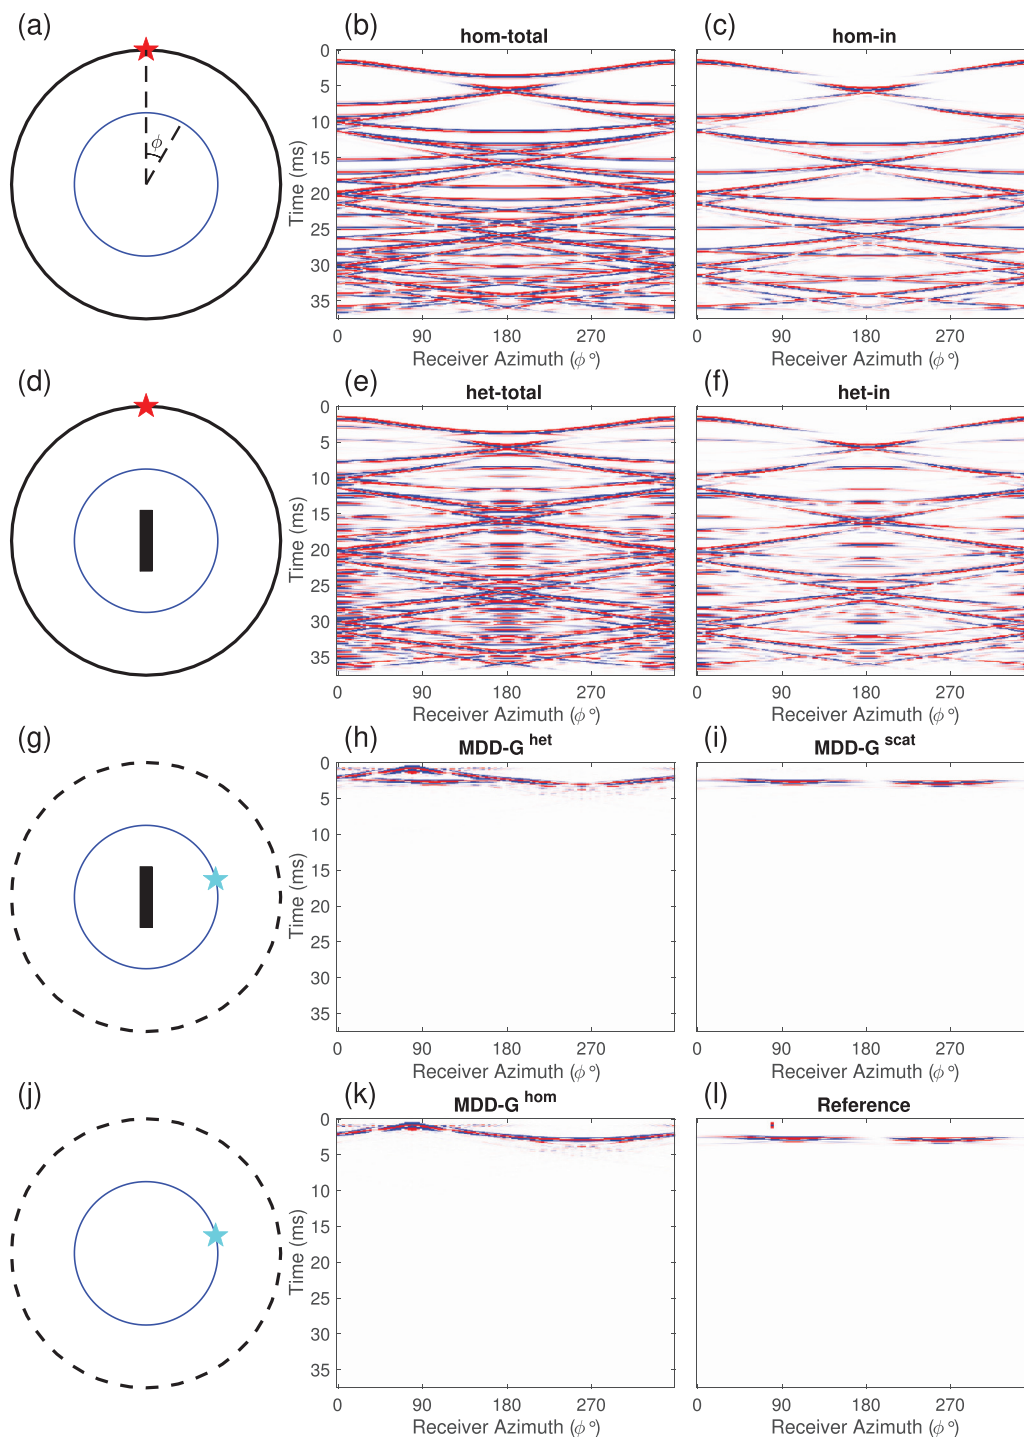 (a)
ϕ
(b)
hom-total
0
5
10
15
20
25
30
35
Time (ms)
0 90 180 270
Receiver Azimuth (ϕ°)
(c)
hom-in
0 90 180 270
Receiver Azimuth (ϕ°)
(d)
(e)
het-total
0
5
10
15
20
25
30
35
Time (ms)
0 90 180 270
Receiver Azimuth (ϕ°)
(f)
het-in
0 90 180 270
Receiver Azimuth (ϕ°)
(g)
(h)
MDD-G het
0
5
10
15
20
25
30
35
Time (ms)
0 90 180 270
Receiver Azimuth (ϕ°)
(i)
MDD-G scat
0 90 180 270
Receiver Azimuth (ϕ°)
(j)
(k)
MDD-G hom
0
5
10
15
20
25
30
35
Time (ms)
0 90 180 270
Receiver Azimuth (ϕ°)
(l)
Reference
0 90 180 270
Receiver Azimuth (ϕ°)